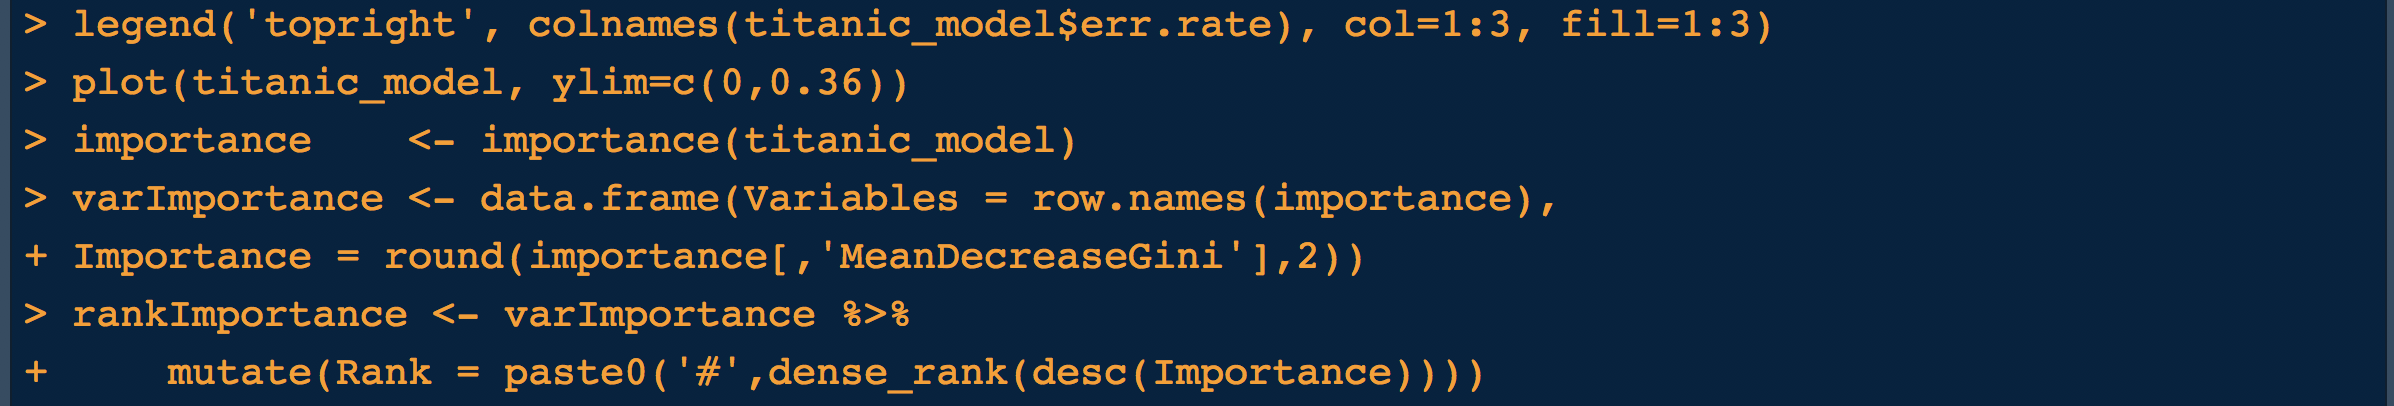 > legend('topright', colnames(titanic_model$err.rate), col=1:3, fill=1:3)
> plot(titanic_model, ylim=c(0,0.36))
> importance    <- importance(titanic_model)
> varImportance <- data.frame(Variables = row.names(importance),
+ Importance = round(importance[,'MeanDecreaseGini'],2))
> rankImportance <- varImportance %>%
+     mutate(Rank = paste0('#',dense_rank(desc(Importance))))